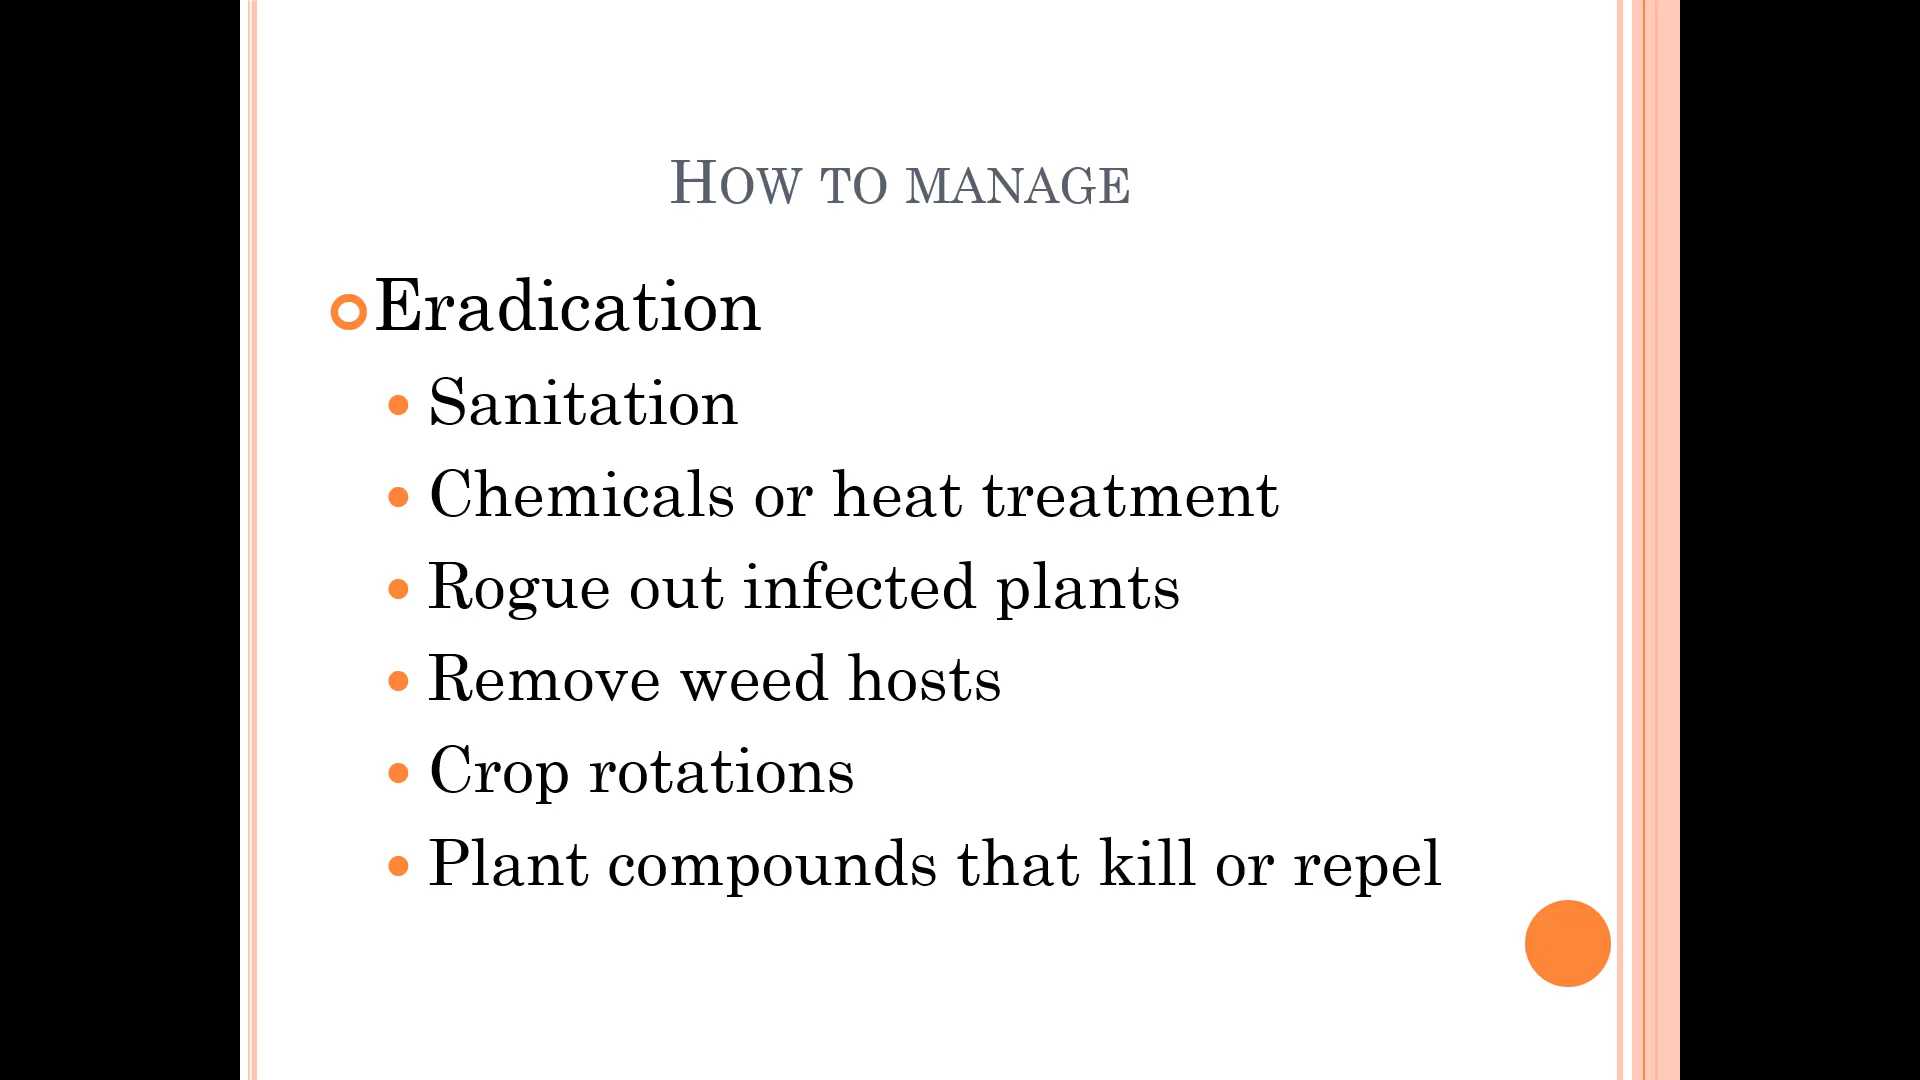 How to manage
Eradication
Sanitation
Chemicals or heat treatment
Rogue out infected plants
Remove weed hosts
Crop rotations
Plant compounds that kill or repel